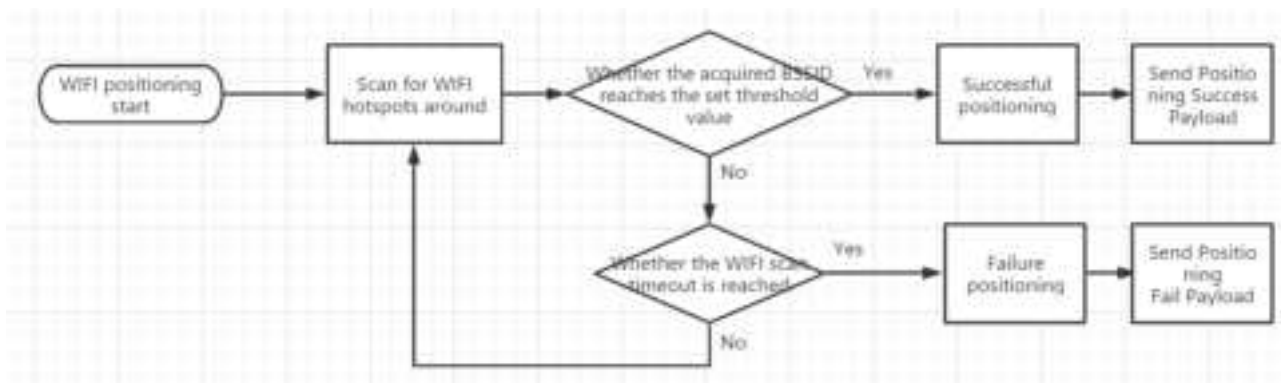 WIFI positioning
start
Scan for WIFI
hotspots around
Whether the acquired BSSID
reaches the set threshold
value
Yes
Successful
positioning
Send Positio
ning Success
Payload
No
Whether the WIFI scan
timeout is reached
Yes
Failure
positioning
Send Positio
ning
Fail Payload
No